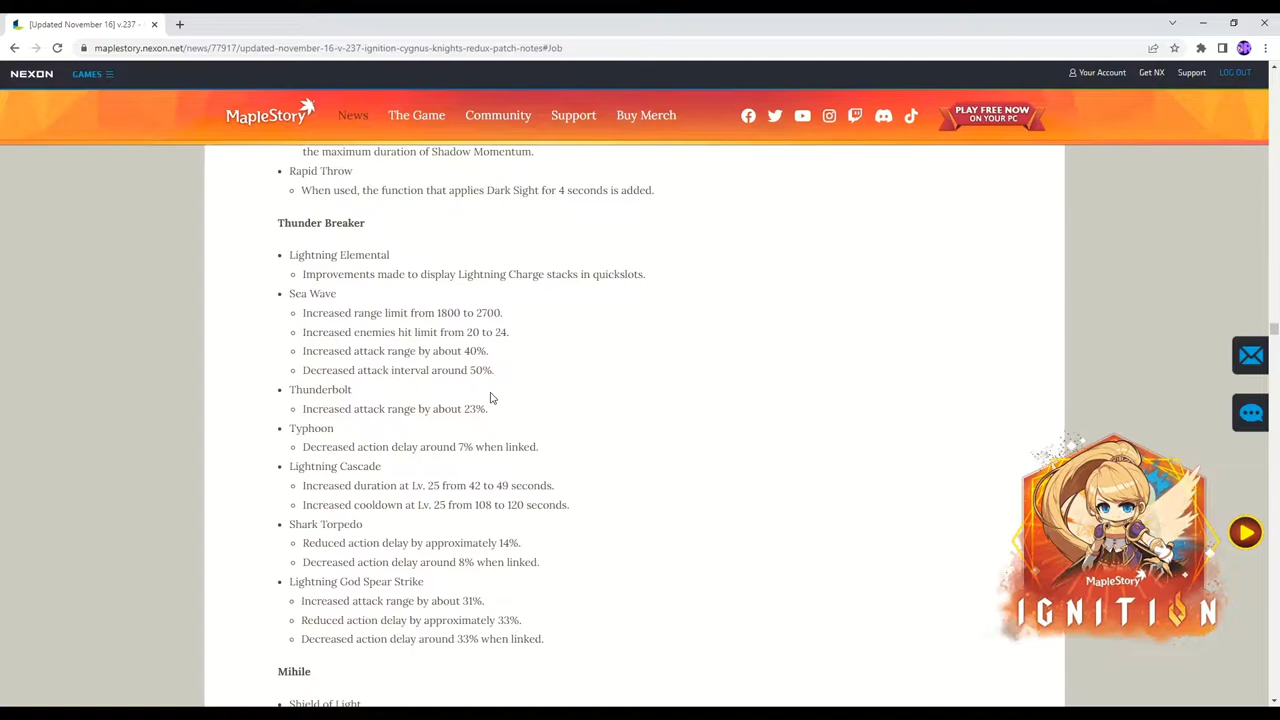 [Updated November 16] v.237 -
maplestory.nexon.net/news/77917/updated-november-16-v-237-ignition-cygnus-knights-redux-patch-notes#Job
NEXON GAMES Your Account Get NX Support LOG OUT
MapleStory News The Game Community Support Buy Merch PLAY FREE NOW
ON YOUR PC
the maximum duration of Shadow Momentum.
Rapid Throw
When used, the function that applies Dark Sight for 4 seconds is added.
Thunder Breaker
Lightning Elemental
Improvements made to display Lightning Charge stacks in quickslots.
Sea Wave
Increased range limit from 1800 to 2700.
Increased enemies hit limit from 20 to 24.
Increased attack range by about 40%.
Decreased attack interval around 50%.
Thunderbolt
Increased attack range by about 23%.
Typhoon
Decreased action delay around 7% when linked.
Lightning Cascade
Increased duration at Lv. 25 from 42 to 49 seconds.
Increased cooldown at Lv. 25 from 108 to 120 seconds.
Shark Torpedo
Reduced action delay by approximately 14%.
Decreased action delay around 8% when linked.
Lightning God Spear Strike
Increased attack range by about 31%.
Reduced action delay by approximately 33%.
Decreased action delay around 33% when linked.
Mihile
Shield of Light
MapleStory
IGNITION